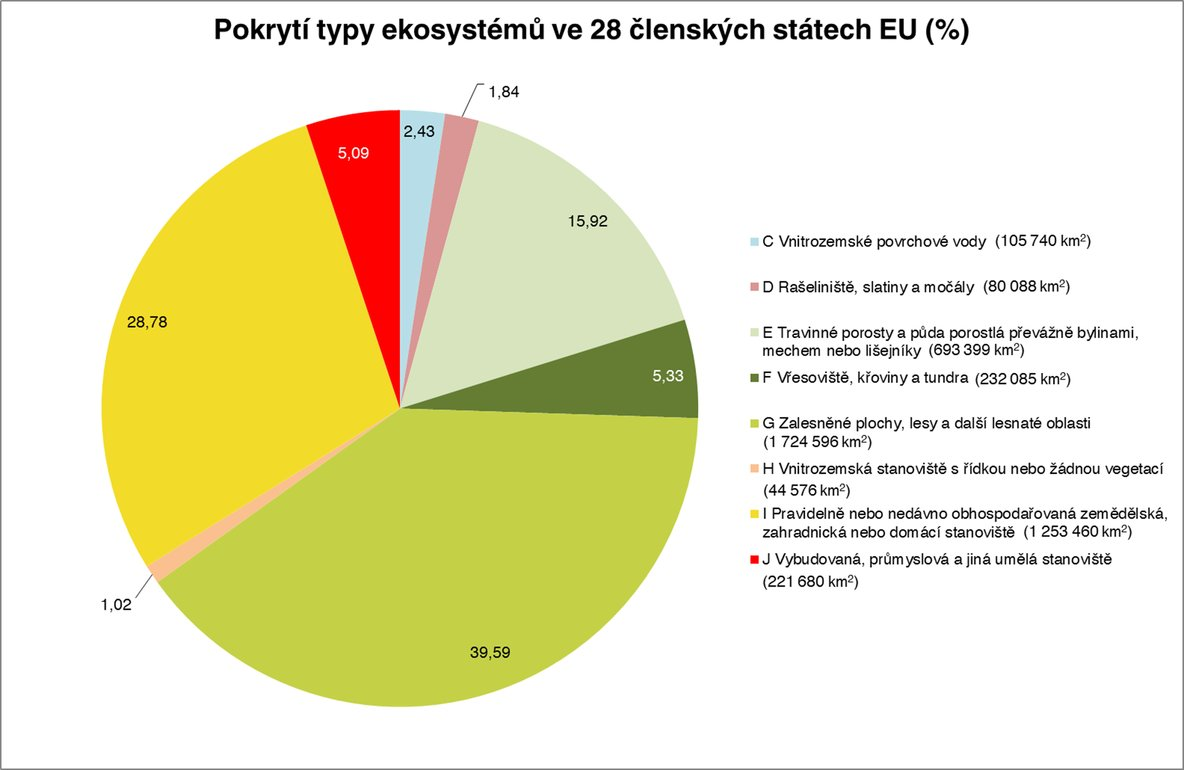 Pokrytí typy ekosystémů ve 28 členských státech EU (%)
1,84
2,43
5,09
15,92
28,78
5,33
1,02
39,59
C Vnitrozemské povrchové vody (105 740 km²)
D Rašeliniště, slatiny a močály (80 088 km²)
E Travinné porosty a půda porostlá převážně bylinami,
mechem nebo lišejníky (693 399 km²)
F Vřesoviště, křoviny a tundra (232 085 km²)
G Zalesněné plochy, lesy a další lesnaté oblasti
(1 724 596 km²)
H Vnitrozemská stanoviště s řídkou nebo žádnou vegetací
(44 576 km²)
I Pravidelně nebo nedávno obhospodařovaná zemědělská,
zahradnická nebo domácí stanoviště (1 253 460 km²)
J Vybudovaná, průmyslová a jiná umělá stanoviště
(221 680 km²)